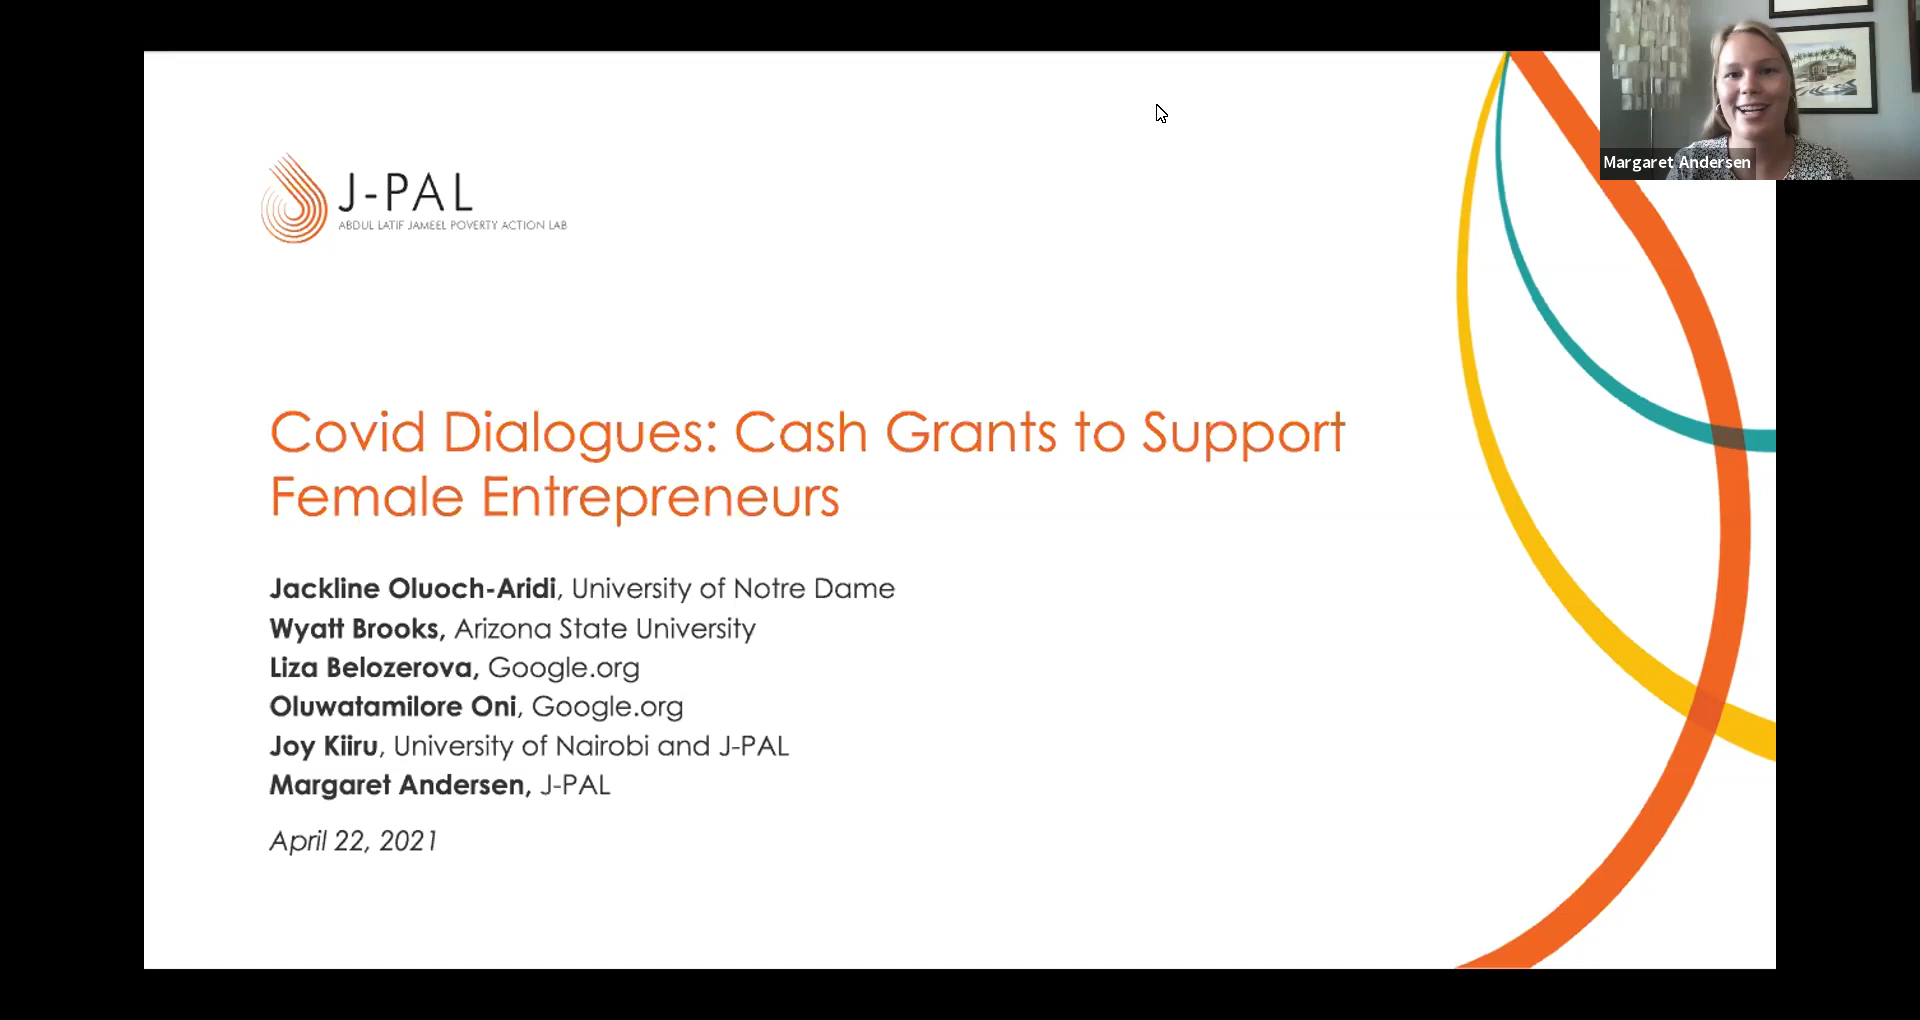 Margaret Andersen
J-PAL
ABDUL LATIF JAMEEL POVERTY ACTION LAB
Covid Dialogues: Cash Grants to Support
Female Entrepreneurs
Jackline Oluoch-Aridi, University of Notre Dame
Wyatt Brooks, Arizona State University
Liza Belozerova, Google.org
Oluwatamilore Oni, Google.org
Joy Kiiru, University of Nairobi and J-PAL
Margaret Andersen, J-PAL
April 22, 2021